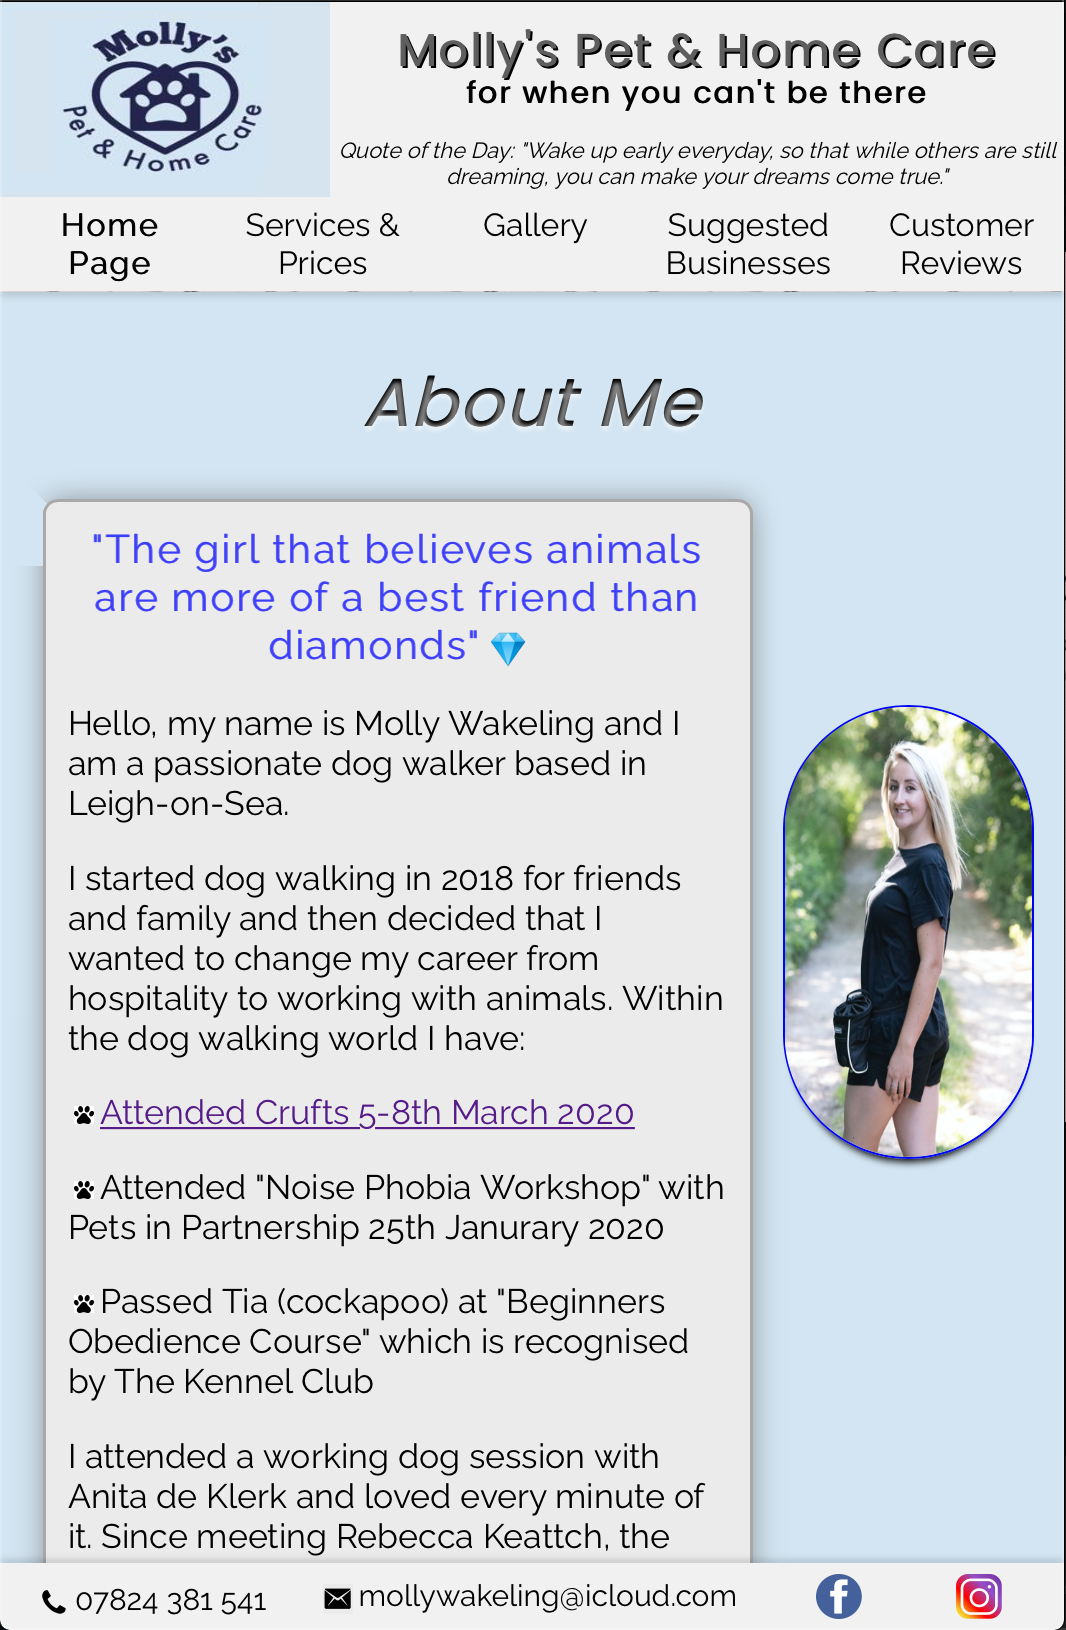 Molly's
Pet & Home Care
Molly's Pet & Home Care
for when you can't be there
Quote of the Day: "Wake up early everyday, so that while others are still
dreaming, you can make your dreams come true."
Home
Page
Services &
Prices
Gallery
Suggested
Businesses
Customer
Reviews
About Me
"The girl that believes animals
are more of a best friend than
diamonds" 💎
Hello, my name is Molly Wakeling and I
am a passionate dog walker based in
Leigh-on-Sea.
I started dog walking in 2018 for friends
and family and then decided that I
wanted to change my career from
hospitality to working with animals. Within
the dog walking world I have:
Attended Crufts 5-8th March 2020
Attended "Noise Phobia Workshop" with
Pets in Partnership 25th Janurary 2020
Passed Tia (cockapoo) at "Beginners
Obedience Course" which is recognised
by The Kennel Club
I attended a working dog session with
Anita de Klerk and loved every minute of
it. Since meeting Rebecca Keattch, the
07824 381 541
mollywakeling@icloud.com